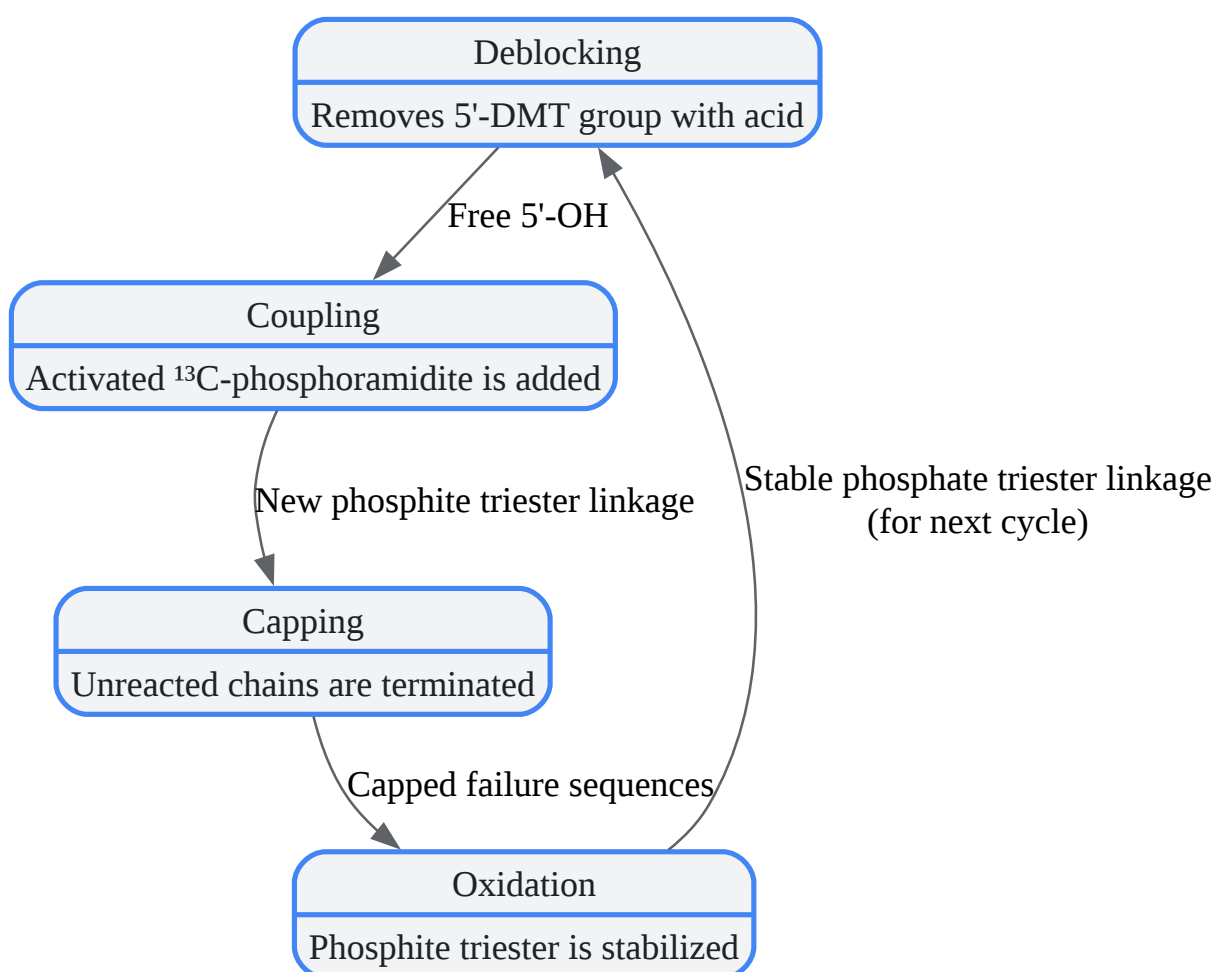 Deblocking
Removes 5'-DMT group with acid
Free 5'-OH
Coupling
Activated ¹³C-phosphoramidite is added
New phosphite triester linkage
Stable phosphate triester linkage
(for next cycle)
Capping
Unreacted chains are terminated
Capped failure sequences
Oxidation
Phosphite triester is stabilized